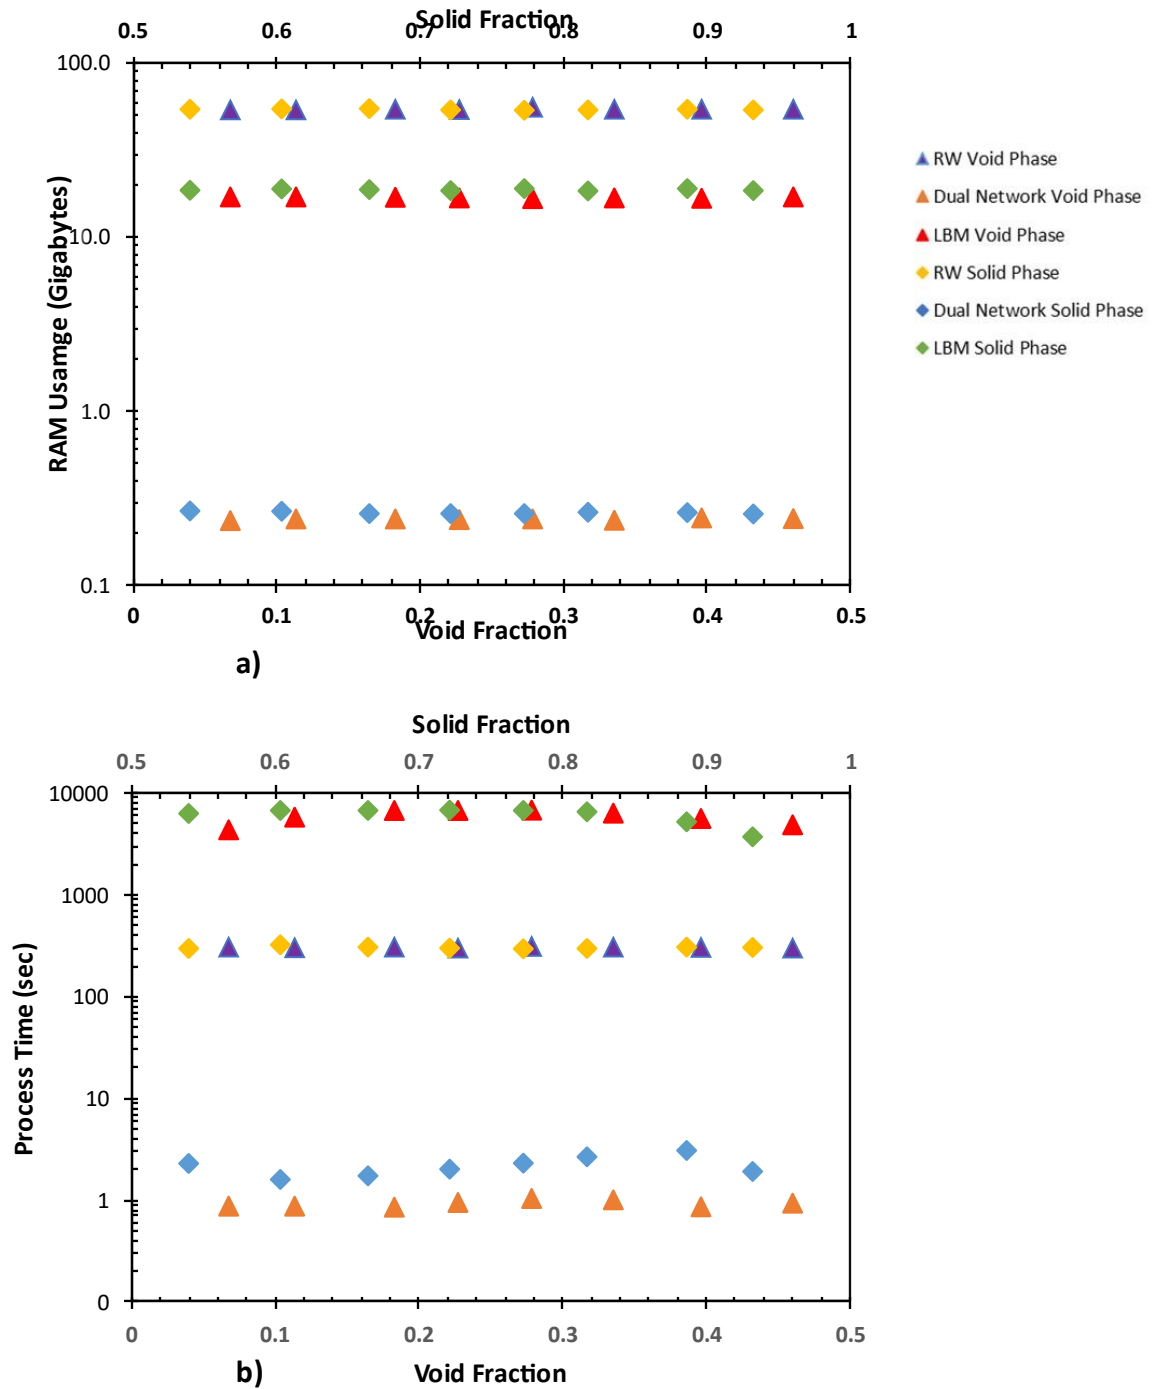 Solid Fraction
0.5 0.6 0.7 0.8 0.9 1
100.0
10.0
1.0
0.1
RAM Usamge (Gigabytes)
0 0.1 0.2 0.3 0.4 0.5
Void Fraction
a)
RW Void Phase
Dual Network Void Phase
LBM Void Phase
RW Solid Phase
Dual Network Solid Phase
LBM Solid Phase
Solid Fraction
0.5 0.6 0.7 0.8 0.9 1
10000
1000
100
10
1
0
Process Time (sec)
0 0.1 0.2 0.3 0.4 0.5
b) Void Fraction